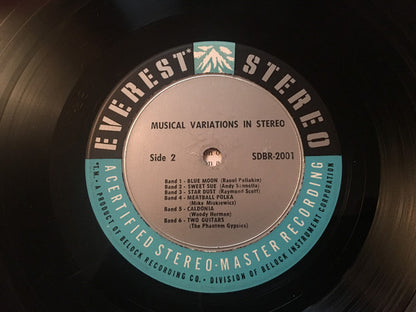 EVEREST STEREO
MUSICAL VARIATIONS IN STEREO
Side 2 SDBR-2001
Band 1 - BLUE MOON (Raoul Poliakin)
Band 2 - SWEET SUE (Andy Sannella)
Band 3 - STAR DUST (Raymond Scott)
Band 4 - MEATBALL POLKA
(Mike Miskiewicz)
Band 5 - CALDONIA
(Woody Herman)
Band 6 - TWO GUITARS
(The Phantom Gypsies)
A CERTIFIED STEREO-MASTER RECORDING
"T.M. • A PRODUCT, OF BELOCK RECORDING CO. • DIVISION OF BELOCK INSTRUMENT CORPORATION